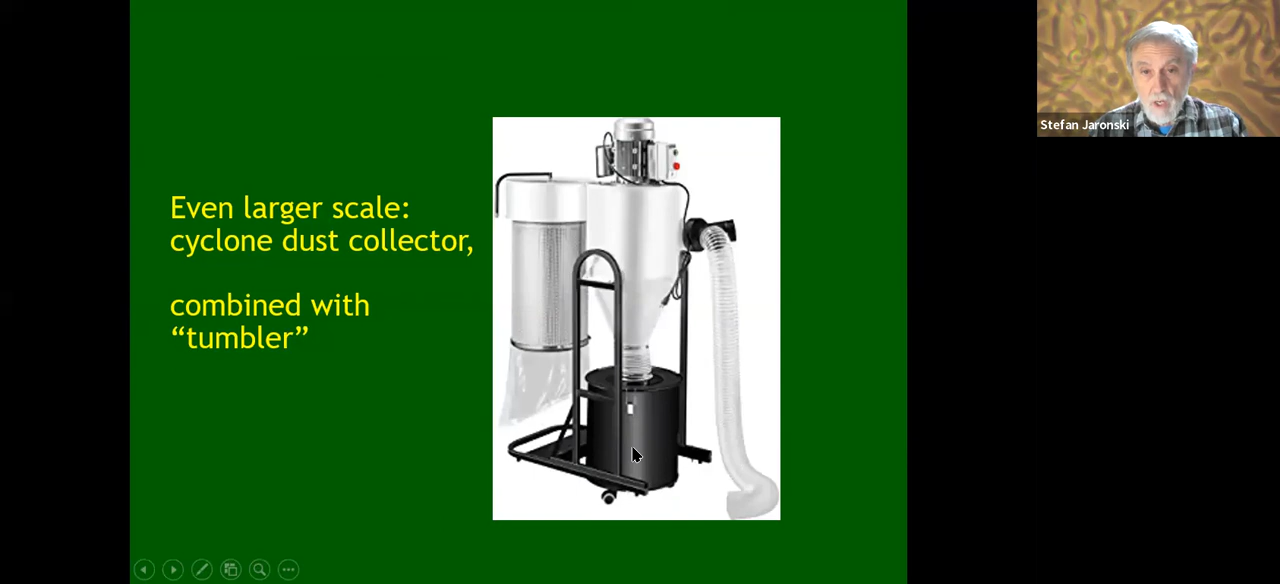 Even larger scale:
cyclone dust collector,
combined with
“tumbler”
Stefan Jaronski